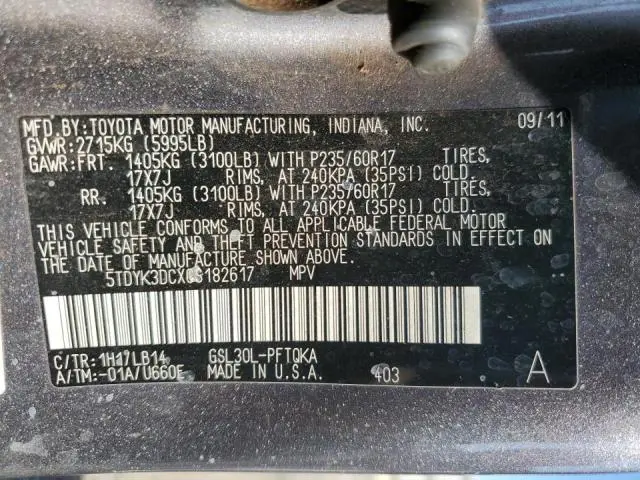 MFD.BY:TOYOTA MOTOR MANUFACTURING, INDIANA, INC. 09/11
GVWR:2715KG (5995LB)
GAWR:FRT. 1405KG (3100LB) WITH P235/60R17 TIRES,
17X7J RIMS, AT 240KPA (35PSI) COLD.
RR. 1405KG (3100LB) WITH P235/60R17 TIRES,
17X7J RIMS, AT 240KPA (35PSI) COLD.
THIS VEHICLE CONFORMS TO ALL APPLICABLE FEDERAL MOTOR
VEHICLE SAFETY AND THEFT PREVENTION STANDARDS IN EFFECT ON
THE DATE OF MANUFACTURE SHOWN ABOVE.
5TDYK3DCXCS182617 MPV
C/TR:1H17LB14 GSL30L-PFTQKA
A/TM:-01A/U660E MADE IN U.S.A. 403 A